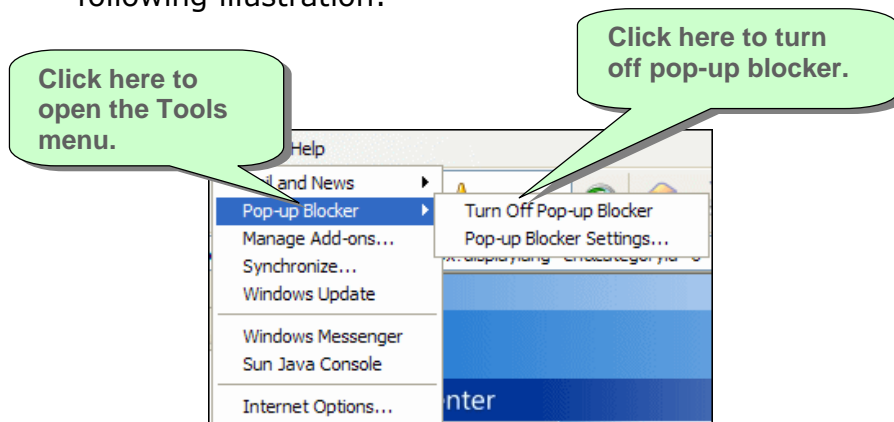 following illustration.
Click here to turn
off pop-up blocker.
Click here to
open the Tools
menu.
Help
and News
Pop-up Blocker
Turn Off Pop-up Blocker
Manage Add-ons...
Pop-up Blocker Settings...
Synchronize...
Windows Update
Windows Messenger
Sun Java Console
Internet Options...
nter